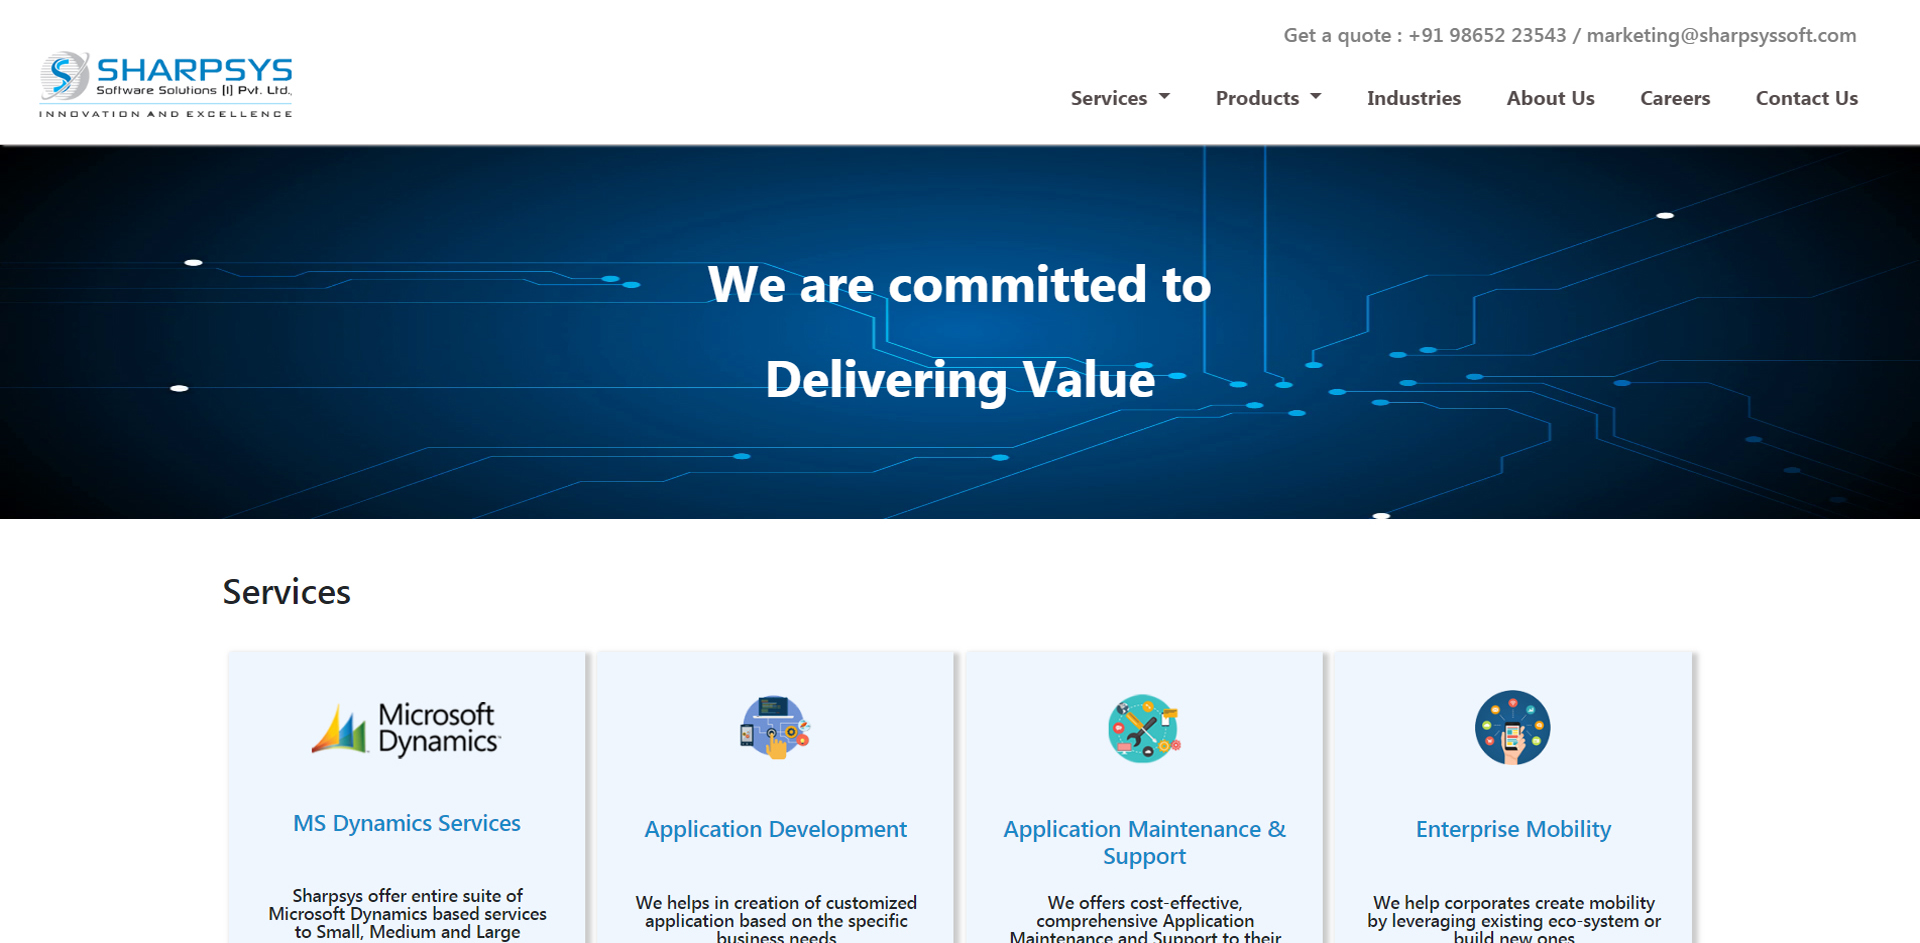 Get a quote : +91 98652 23543 / marketing@sharpsyssoft.com
SHARPSYS
Software Solutions [I] Pvt. Ltd.,
INNOVATION AND EXCELLENCE
Services
Products
Industries
About Us
Careers
Contact Us
We are committed to
Delivering Value
Services
Microsoft
Dynamics
MS Dynamics Services
Sharpsys offer entire suite of
Microsoft Dynamics based services
to Small, Medium and Large
Application Development
We helps in creation of customized
application based on the specific
business needs
Application Maintenance &
Support
We offers cost-effective,
comprehensive Application
Maintenance and Support to their
Enterprise Mobility
We help corporates create mobility
by leveraging existing eco-system or
build new ones